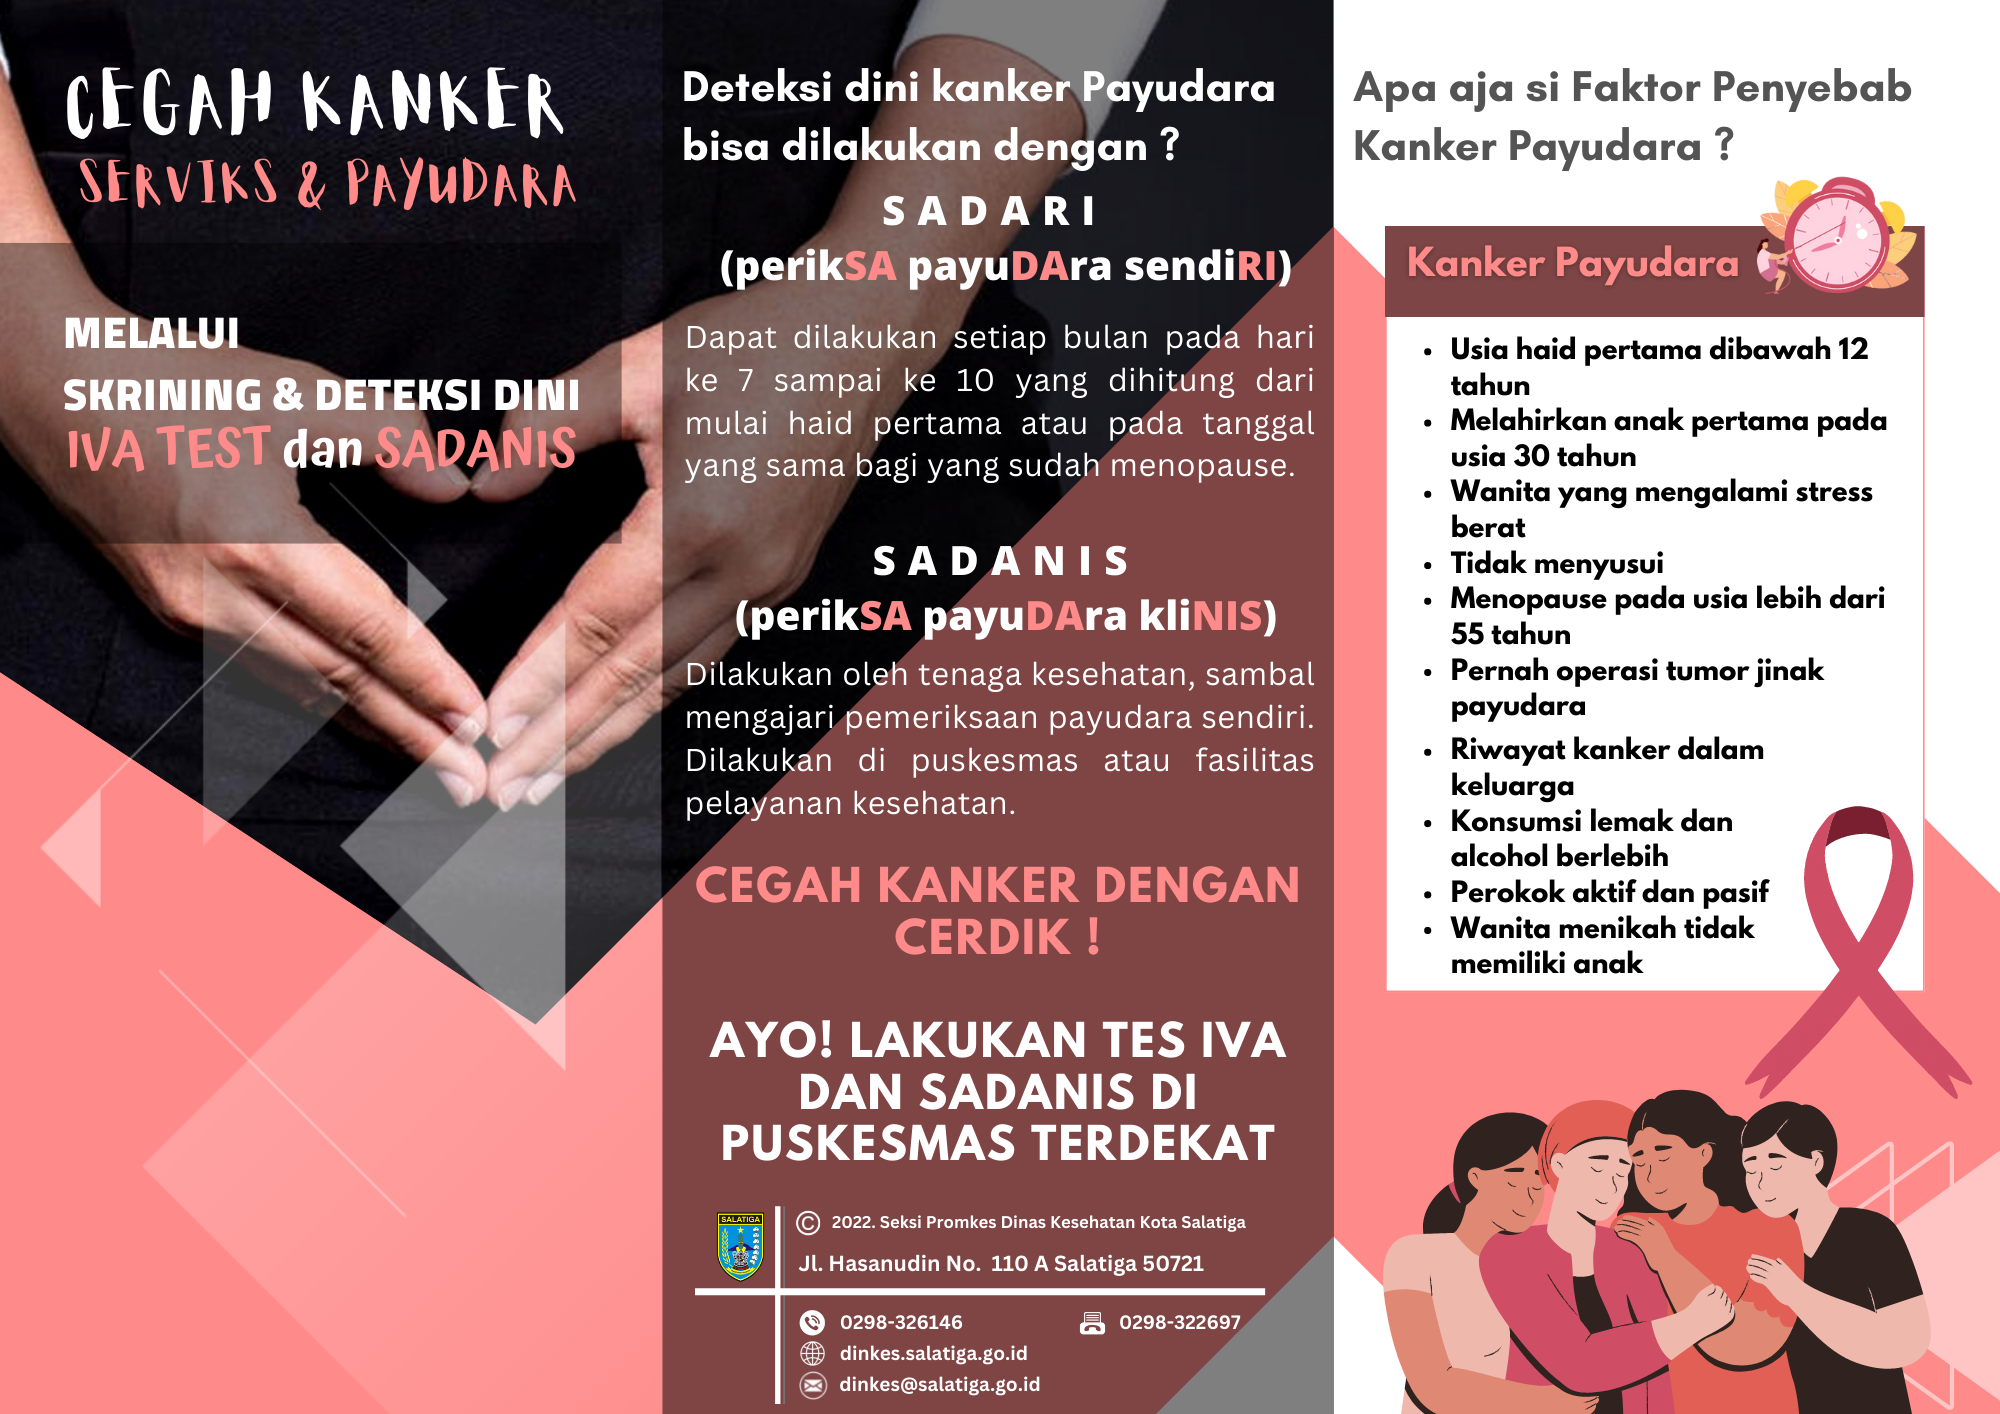 CEGAH KANKER
SERVIKS & PAYUDARA
MELALUI
SKRINING & DETEKSI DINI
IVA TEST dan SADANIS
Deteksi dini kanker Payudara
bisa dilakukan dengan ?
SADARI
(perikSA payuDAra sendiRI)
Dapat dilakukan setiap bulan pada hari
ke 7 sampai ke 10 yang dihitung dari
mulai haid pertama atau pada tanggal
yang sama bagi yang sudah menopause.
SADANIS
(perikSA payuDAra kliNIS)
Dilakukan oleh tenaga kesehatan, sambal
mengajari pemeriksaan payudara sendiri.
Dilakukan di puskesmas atau fasilitas
pelayanan kesehatan.
CEGAH KANKER DENGAN
CERDIK !
AYO! LAKUKAN TES IVA
DAN SADANIS DI
PUSKESMAS TERDEKAT
SALATIGA
© 2022. Seksi Promkes Dinas Kesehatan Kota Salatiga
Jl. Hasanudin No. 110 A Salatiga 50721
0298-326146
0298-322697
dinkes.salatiga.go.id
dinkes@salatiga.go.id
Apa aja si Faktor Penyebab
Kanker Payudara ?
Kanker Payudara
• Usia haid pertama dibawah 12
tahun
• Melahirkan anak pertama pada
usia 30 tahun
• Wanita yang mengalami stress
berat
• Tidak menyusui
• Menopause pada usia lebih dari
55 tahun
• Pernah operasi tumor jinak
payudara
• Riwayat kanker dalam
keluarga
• Konsumsi lemak dan
alcohol berlebih
• Perokok aktif dan pasif
• Wanita menikah tidak
memiliki anak